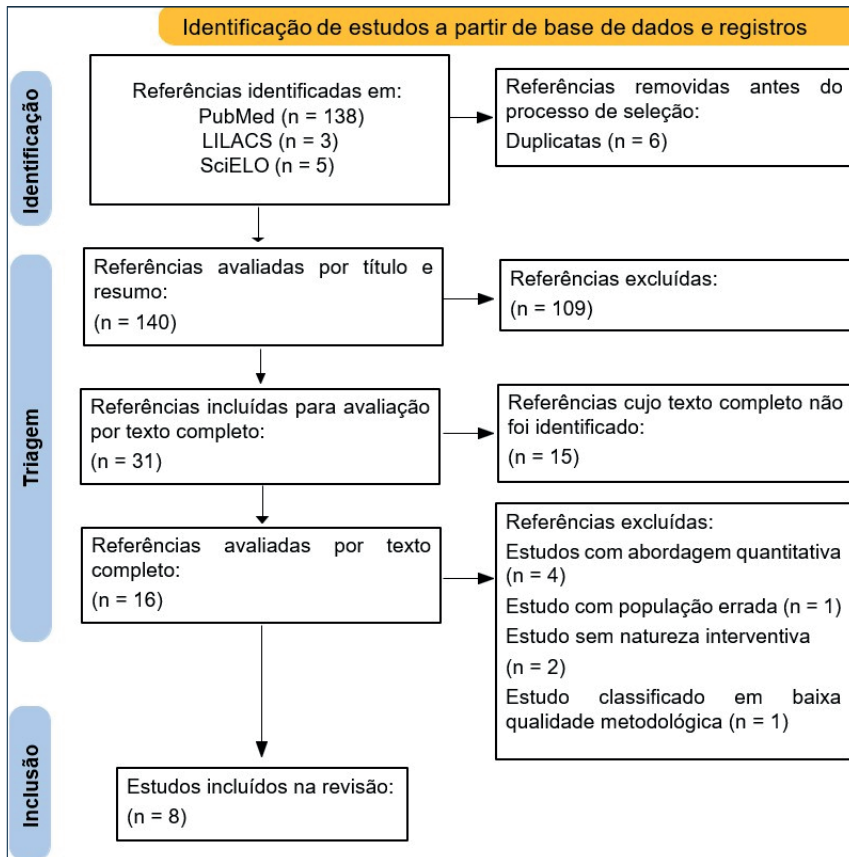 Identificação de estudos a partir de base de dados e registros
Identificação
Referências identificadas em:
PubMed (n = 138)
LILACS (n = 3)
SciELO (n = 5)
Referências removidas antes do
processo de seleção:
Duplicatas (n = 6)
Triagem
Referências avaliadas por título e
resumo:
(n = 140)
Referências excluídas:
(n = 109)
Referências incluídas para avaliação
por texto completo:
(n = 31)
Referências cujo texto completo não
foi identificado:
(n = 15)
Referências avaliadas por texto
completo:
(n = 16)
Referências excluídas:
Estudos com abordagem quantitativa
(n = 4)
Estudo com população errada (n = 1)
Estudo sem natureza interventiva
(n = 2)
Estudo classificado em baixa
qualidade metodológica (n = 1)
Inclusão
Estudos incluídos na revisão:
(n = 8)